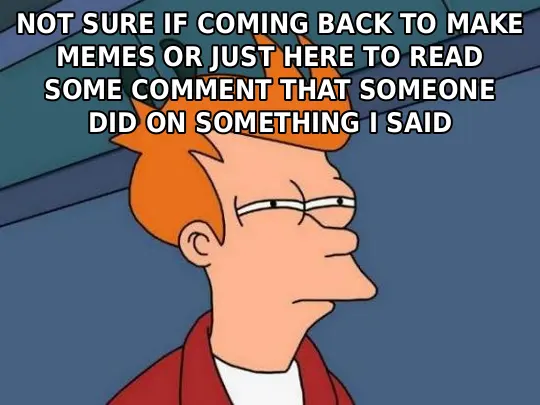 NOT SURE IF COMING BACK TO MAKE
MEMES OR JUST HERE TO READ
SOME COMMENT THAT SOMEONE
DID ON SOMETHING I SAID